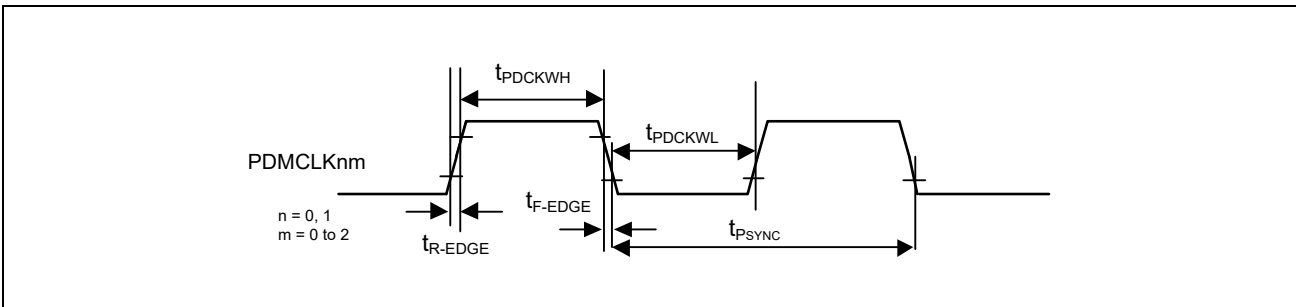 tPDCKWH
tPDCKWL
PDMCLKnm
tF-EDGE
n = 0, 1
m = 0 to 2
tR-EDGE
tPSYNC